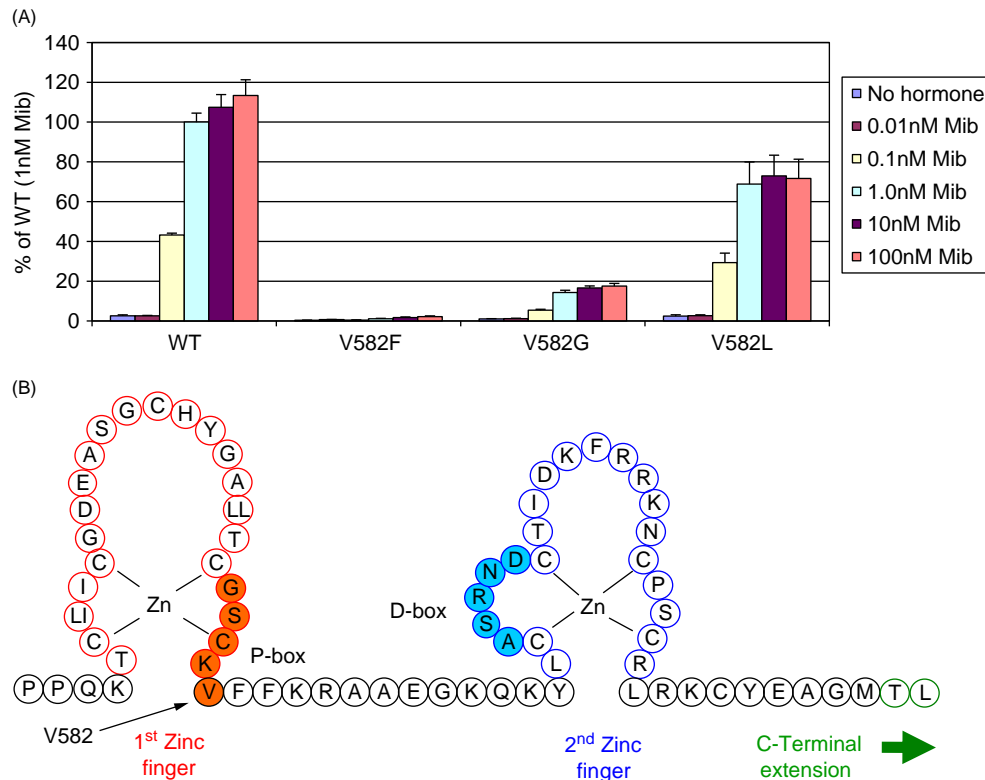 (A)
% of WT (1nM Mib)
140
120
100
80
60
40
20
0
WT
V582F
V582G
V582L
No hormone
0.01nM Mib
0.1nM Mib
1.0nM Mib
10nM Mib
100nM Mib
(B)
P P Q K
T C LI I C G D E A S G C H Y G A LL T C
G S C K V
F F K R A A E G K Q K Y
L C
A S R N D
C T I D K F R R K N C P S C R
L R K C Y E A G M T L
Zn
P-box
D-box
Zn
V582
1st Zinc
finger
2nd Zinc
finger
C-Terminal
extension